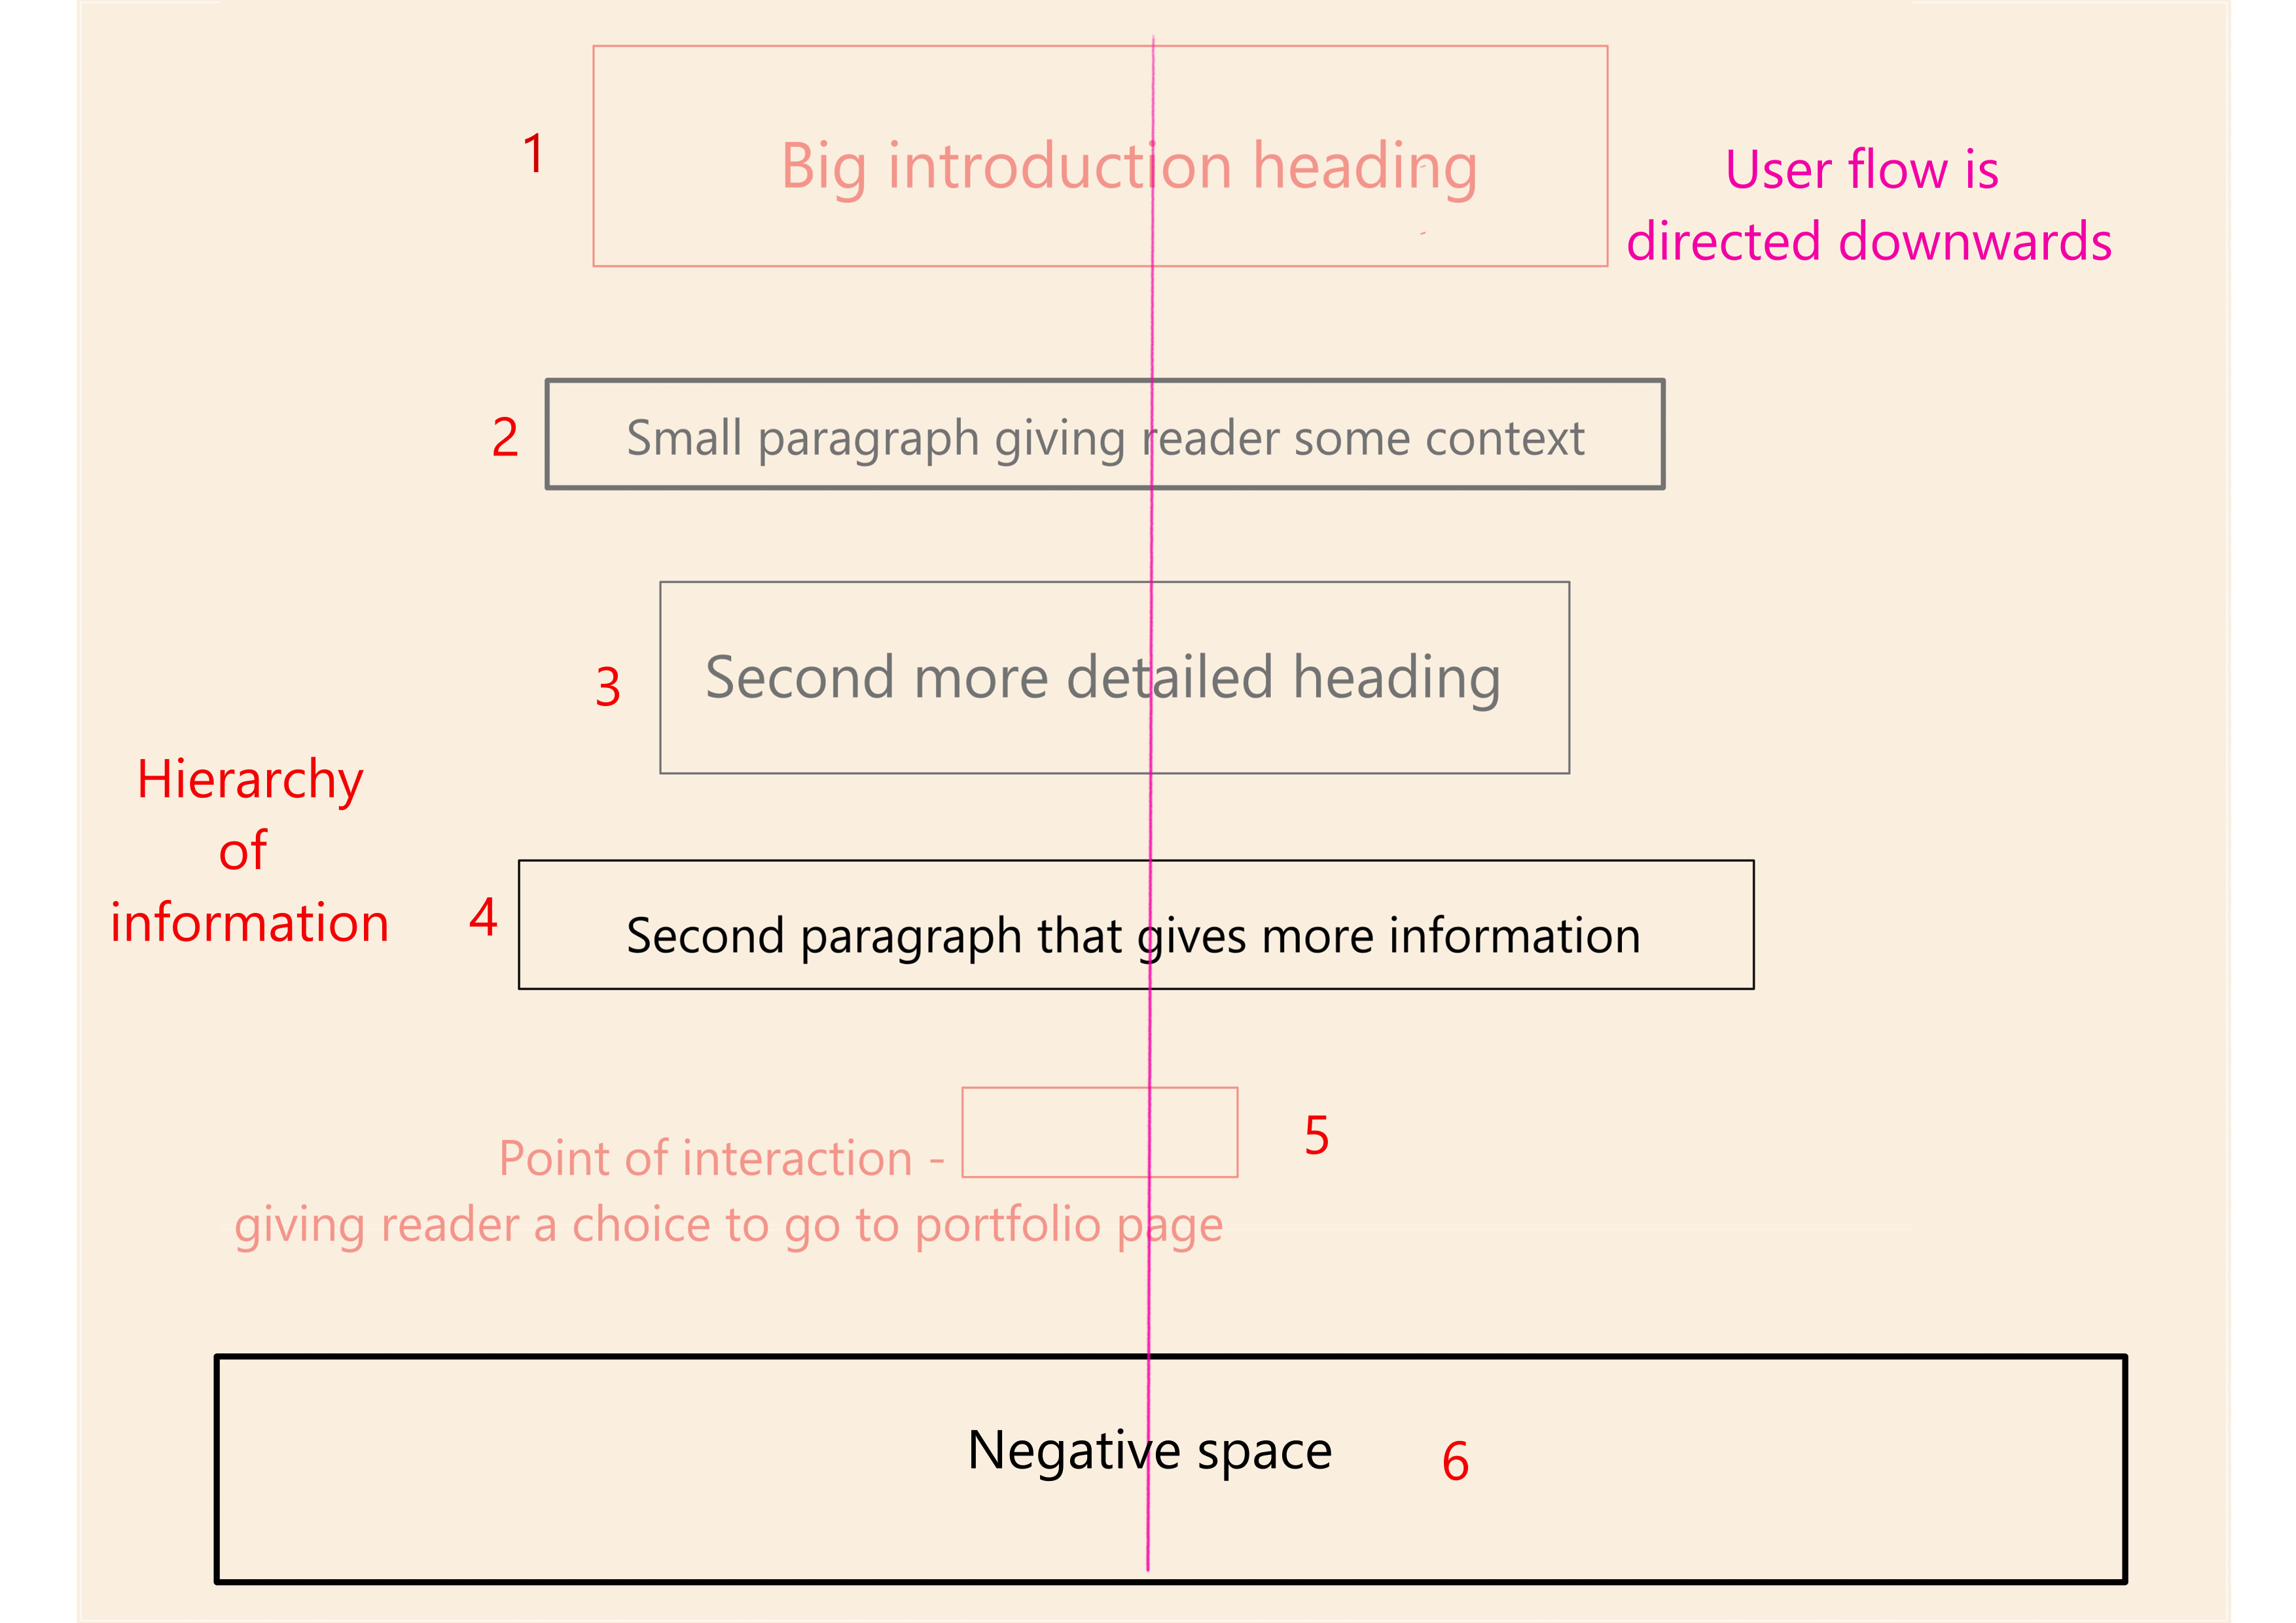 1
Big introduction heading
User flow is
directed downwards
2
Small paragraph giving reader some context
3
Second more detailed heading
Hierarchy
of
information
4
Second paragraph that gives more information
5
Point of interaction -
giving reader a choice to go to portfolio page
Negative space
6